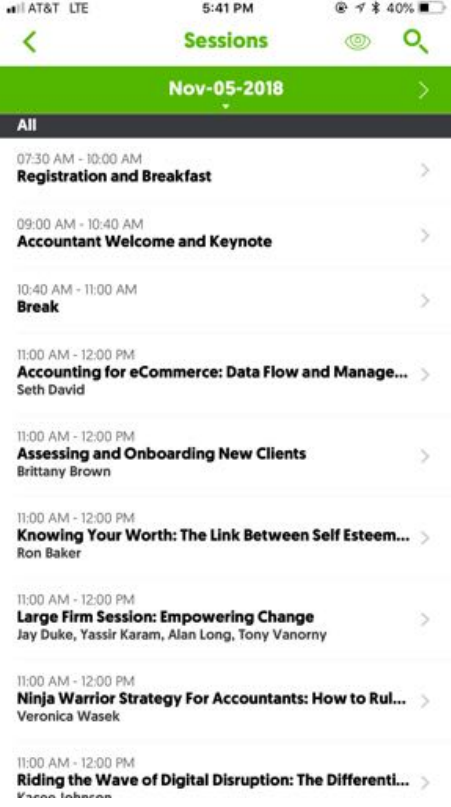 AT&T LTE 5:41 PM 40%
Sessions
Nov-05-2018
All
07:30 AM - 10:00 AM
Registration and Breakfast
09:00 AM - 10:40 AM
Accountant Welcome and Keynote
10:40 AM - 11:00 AM
Break
11:00 AM - 12:00 PM
Accounting for eCommerce: Data Flow and Manage...
Seth David
11:00 AM - 12:00 PM
Assessing and Onboarding New Clients
Brittany Brown
11:00 AM - 12:00 PM
Knowing Your Worth: The Link Between Self Esteem...
Ron Baker
11:00 AM - 12:00 PM
Large Firm Session: Empowering Change
Jay Duke, Yassir Karam, Alan Long, Tony Vanorny
11:00 AM - 12:00 PM
Ninja Warrior Strategy For Accountants: How to Rul...
Veronica Wasek
11:00 AM - 12:00 PM
Riding the Wave of Digital Disruption: The Differenti...
Kacee Johnson